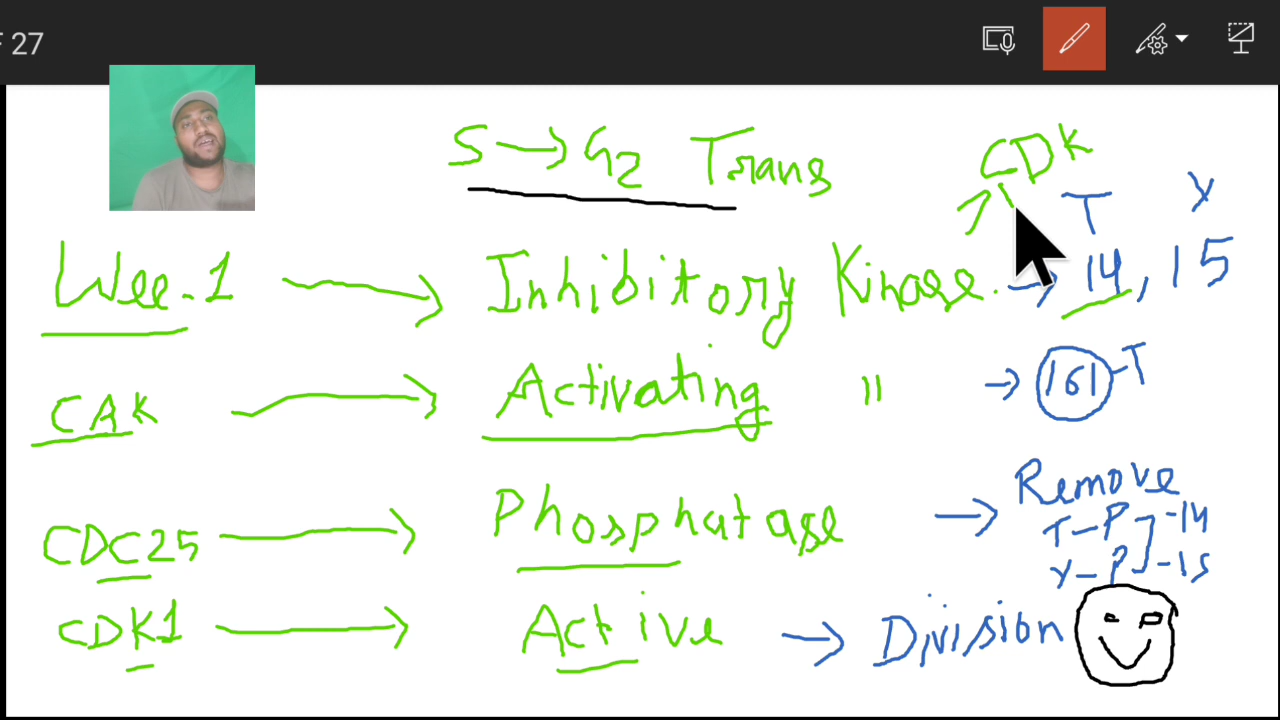 27
S → G2 Trans
CDK
T Y
Wee-1 → Inhibitory Kinase. → 14, 15
CAK → Activating " → 161-T
CDC25 → Phosphatase → Remove
T-P ] -14
Y-P ] -15
CDK1 → Active → Division